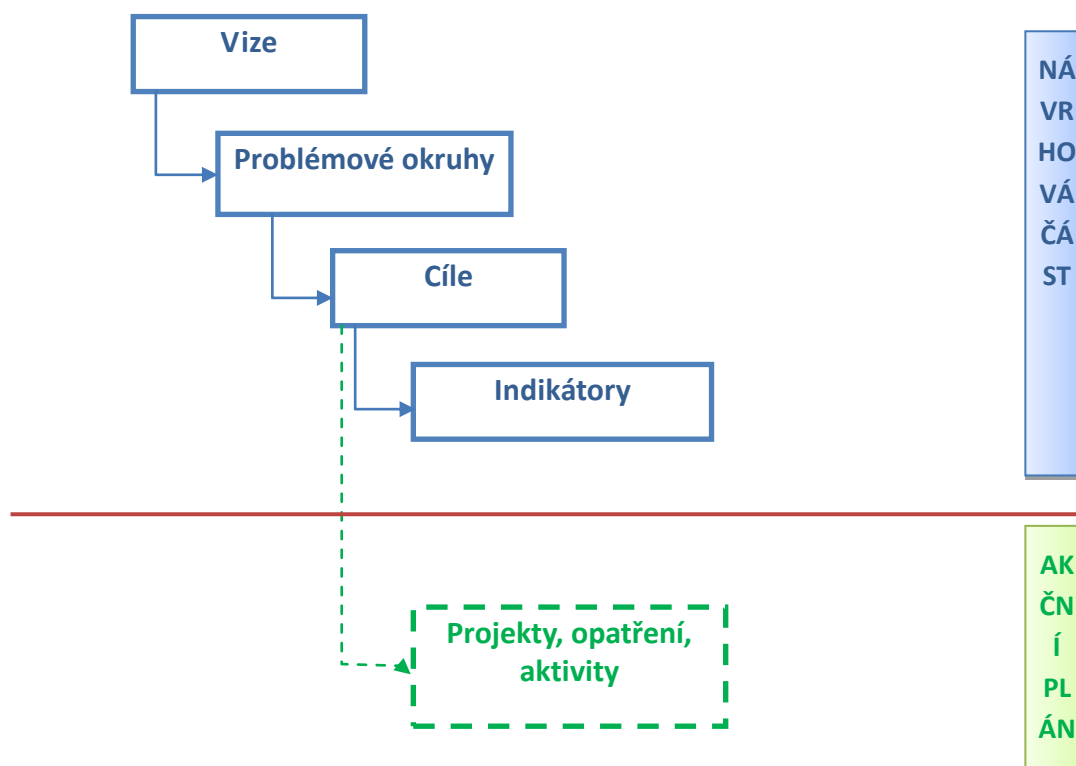 Vize
Problémové okruhy
Cíle
Indikátory
NÁ
VR
HO
VÁ
ČÁ
ST
Projekty, opatření,
aktivity
AK
ČN
Í
PL
ÁN